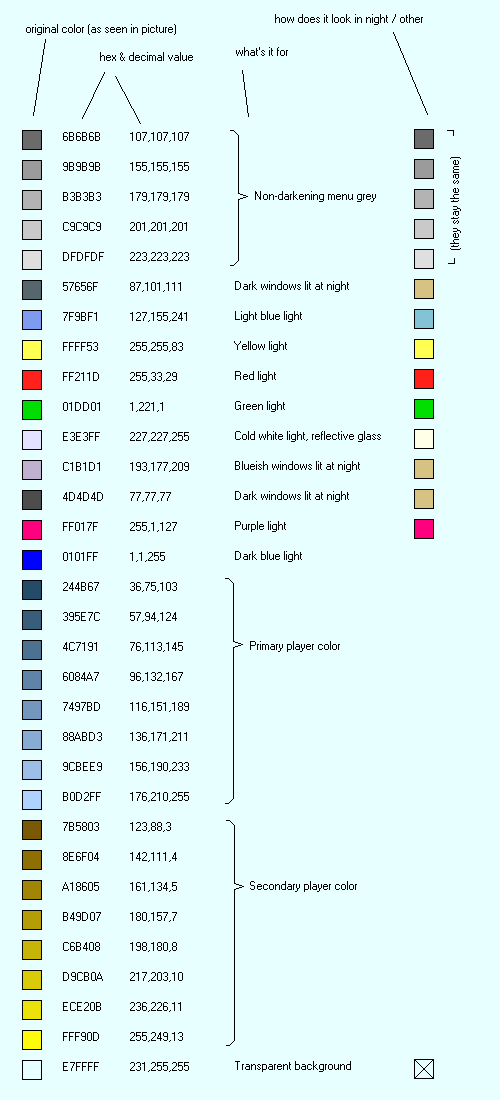 how does it look in night / other
original color (as seen in picture)
what's it for
hex & decimal value
6B6B6B 107,107,107
9B9B9B 155,155,155
B3B3B3 179,179,179 Non-darkening menu grey (they stay the same)
C9C9C9 201,201,201
DFDFDF 223,223,223
57656F 87,101,111 Dark windows lit at night
7F9BF1 127,155,241 Light blue light
FFFF53 255,255,83 Yellow light
FF211D 255,33,29 Red light
01DD01 1,221,1 Green light
E3E3FF 227,227,255 Cold white light, reflective glass
C1B1D1 193,177,209 Blueish windows lit at night
4D4D4D 77,77,77 Dark windows lit at night
FF017F 255,1,127 Purple light
0101FF 1,1,255 Dark blue light
244B67 36,75,103
395E7C 57,94,124
4C7191 76,113,145 Primary player color
6084A7 96,132,167
7497BD 116,151,189
88ABD3 136,171,211
9CBEE9 156,190,233
B0D2FF 176,210,255
7B5803 123,88,3
8E6F04 142,111,4
A18605 161,134,5 Secondary player color
B49D07 180,157,7
C6B408 198,180,8
D9CB0A 217,203,10
ECE20B 236,226,11
FFF90D 255,249,13
E7FFFF 231,255,255 Transparent background